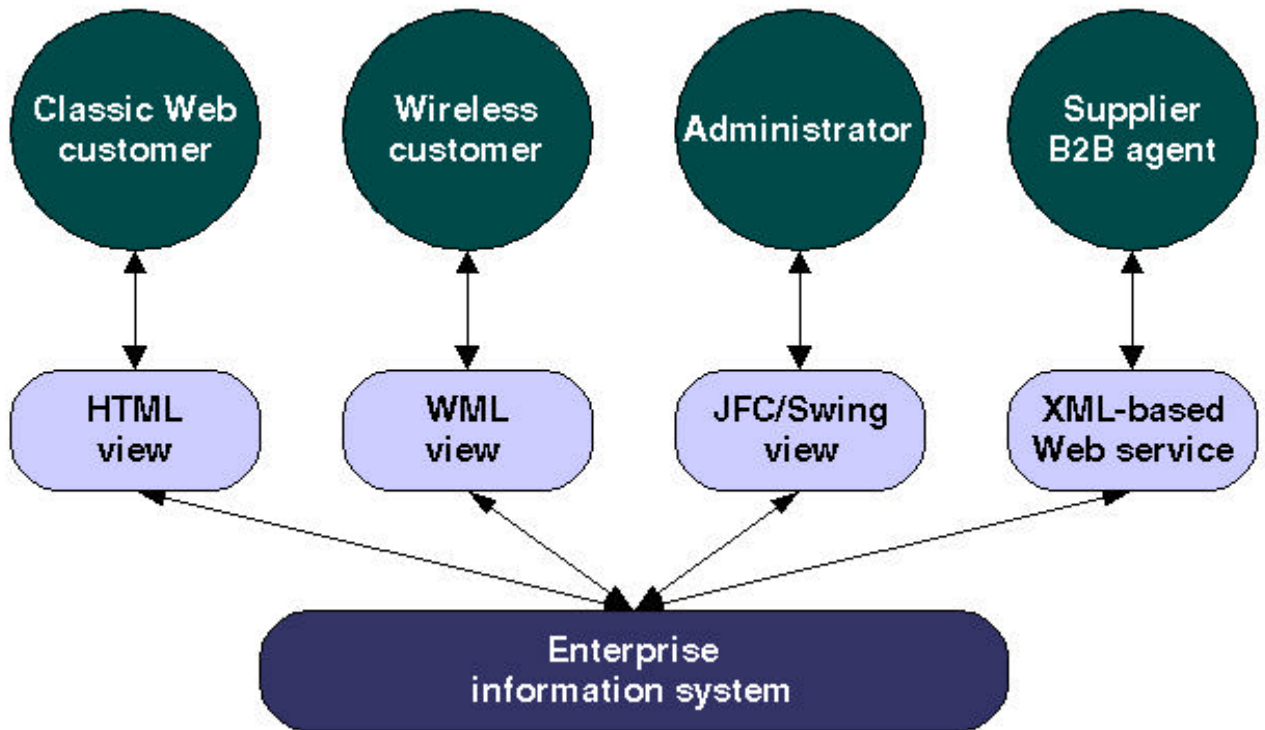 Classic Web
customer
Wireless
customer
Administrator
Supplier
B2B agent
HTML
view
WML
view
JFC/Swing
view
XML-based
Web service
Enterprise
information system